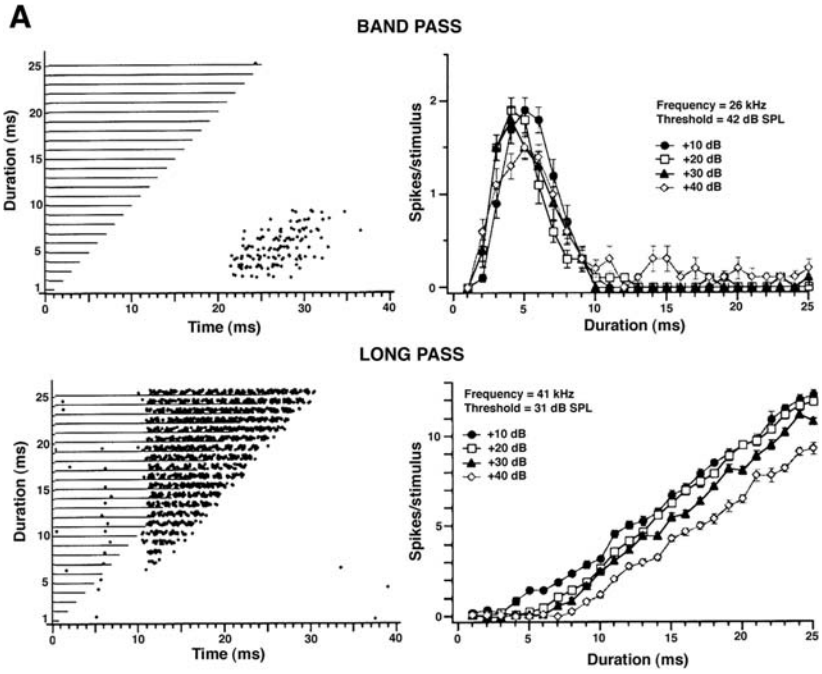 A
BAND PASS
25
20
15
10
5
1
Duration (ms)
0
10
20
30
40
Time (ms)
2
1
0
Spikes/stimulus
Frequency = 26 kHz
Threshold = 42 dB SPL
+10 dB
+20 dB
+30 dB
+40 dB
0
5
10
15
20
25
Duration (ms)
LONG PASS
25
20
15
10
5
1
Duration (ms)
0
10
20
30
40
Time (ms)
10
5
0
Spikes/stimulus
Frequency = 41 kHz
Threshold = 31 dB SPL
+10 dB
+20 dB
+30 dB
+40 dB
0
5
10
15
20
25
Duration (ms)